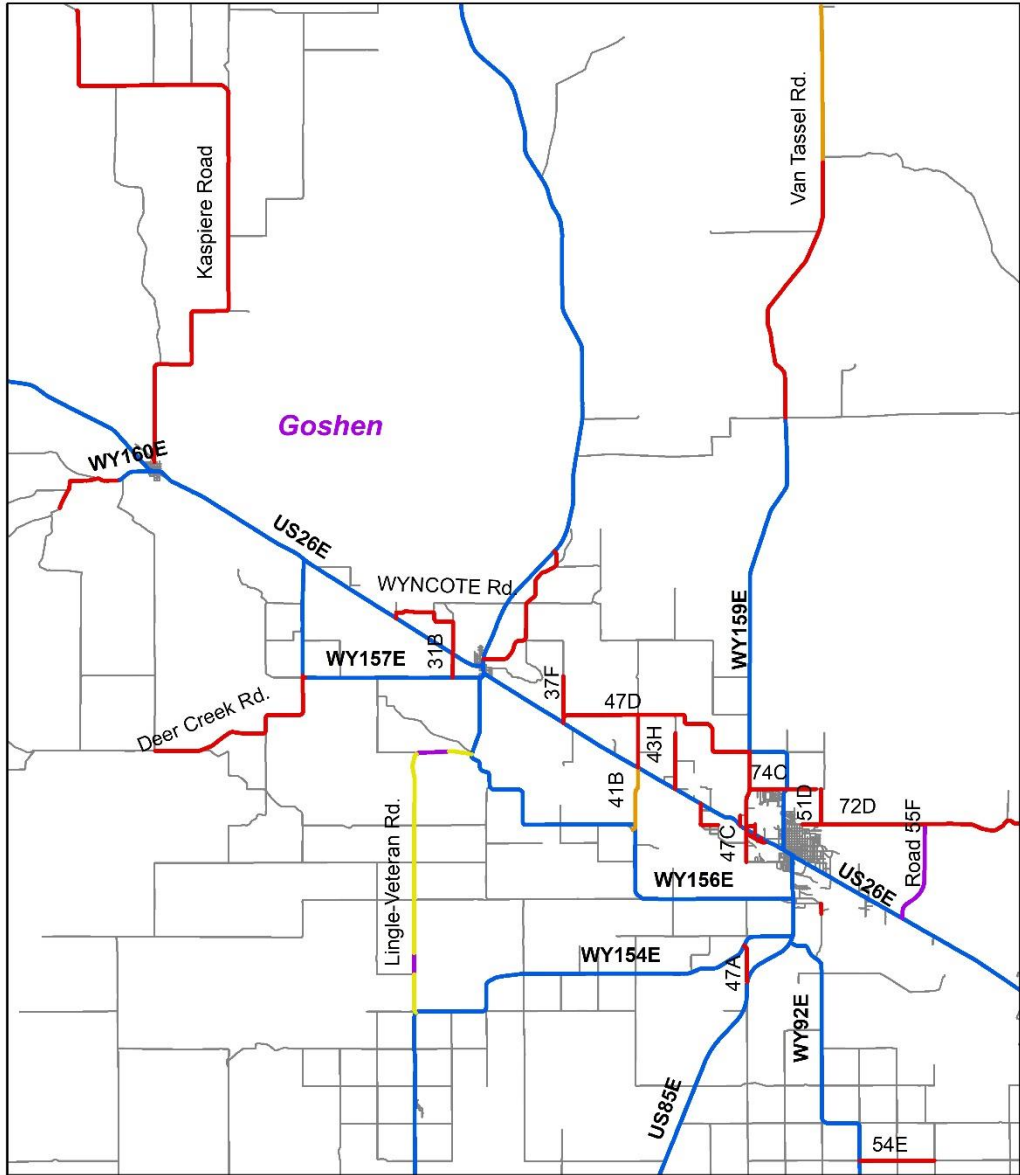 Van Tassel Rd.
Kaspiere Road
Goshen
WY160E
US26E
WYNCOTE Rd.
WY159E
31B
WY157E
37F
47D
Deer Creek Rd.
43H
74C
41B
51D
72D
Lingle-Veteran Rd.
47C
Road 55F
US26E
WY156E
WY154E
47A
WY92E
US85E
54E